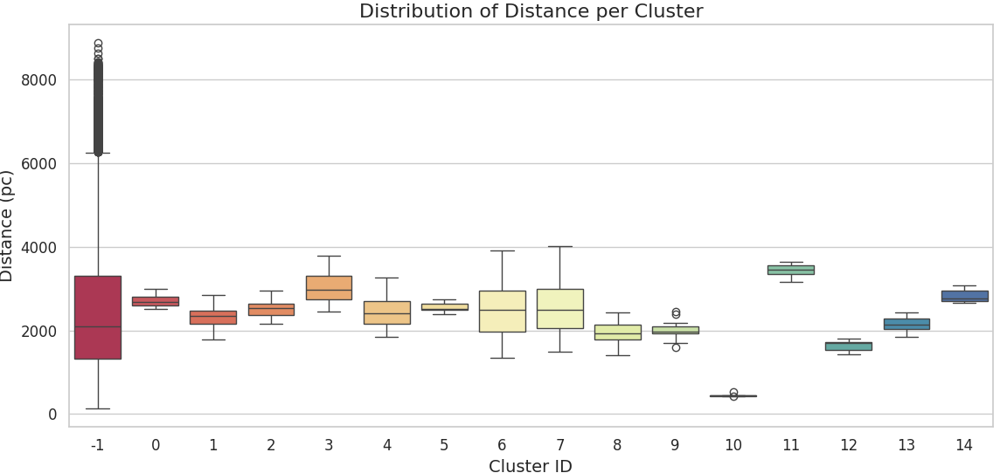 Distribution of Distance per Cluster
Distance (pc)
8000
6000
4000
2000
0
-1 0 1 2 3 4 5 6 7 8 9 10 11 12 13 14
Cluster ID